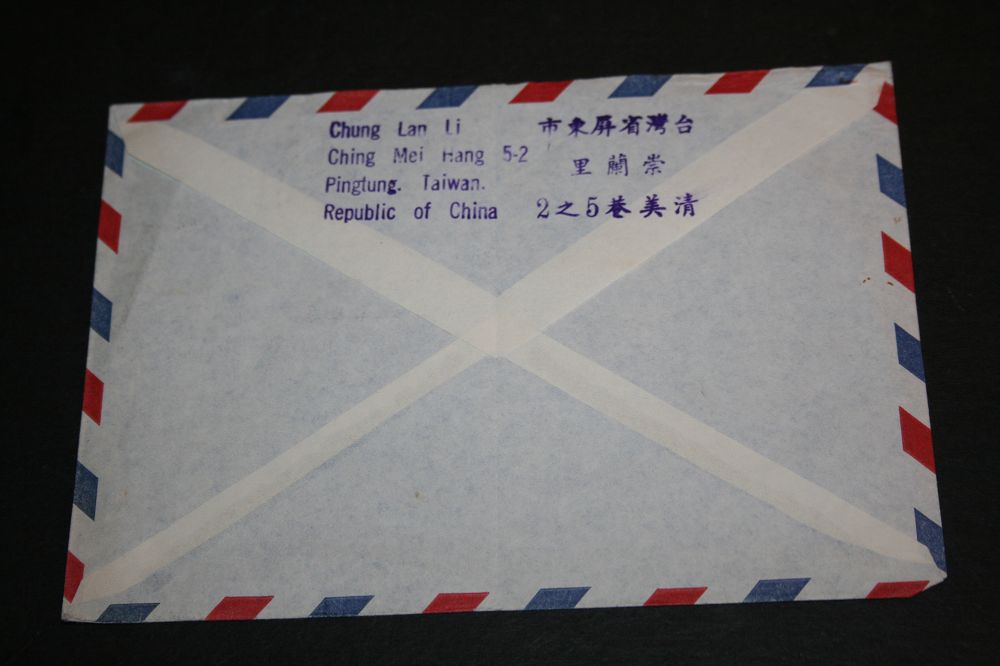 Chung Lan Li
Ching Mei Hang 5-2
Pingtung. Taiwan.
Republic of China
台灣省屏東市
崇蘭里
清美巷5之2